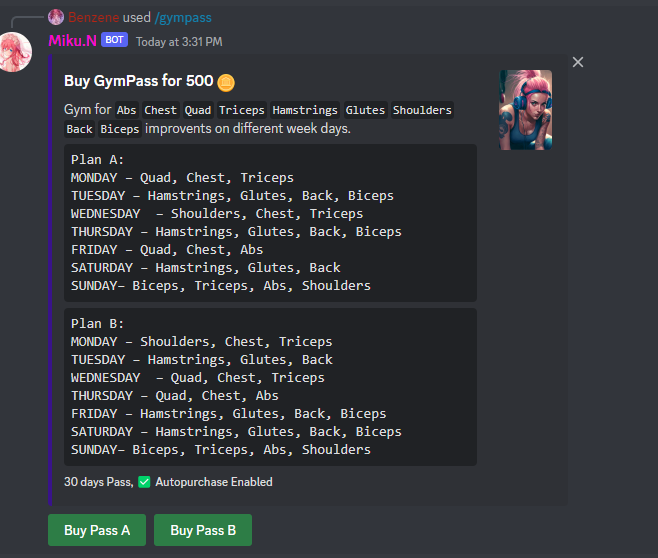 Benzene used /gympass
Miku.N BOT Today at 3:31 PM
Buy GymPass for 500
Gym for Abs Chest Quad Triceps Hamstrings Glutes Shoulders
Back Biceps improvents on different week days.
Plan A:
MONDAY – Quad, Chest, Triceps
TUESDAY – Hamstrings, Glutes, Back, Biceps
WEDNESDAY  – Shoulders, Chest, Triceps
THURSDAY – Hamstrings, Glutes, Back, Biceps
FRIDAY – Quad, Chest, Abs
SATURDAY – Hamstrings, Glutes, Back
SUNDAY– Biceps, Triceps, Abs, Shoulders
Plan B:
MONDAY – Shoulders, Chest, Triceps
TUESDAY – Hamstrings, Glutes, Back
WEDNESDAY  – Quad, Chest, Triceps
THURSDAY – Quad, Chest, Abs
FRIDAY – Hamstrings, Glutes, Back, Biceps
SATURDAY – Hamstrings, Glutes, Back, Biceps
SUNDAY– Biceps, Triceps, Abs, Shoulders
30 days Pass, ✅ Autopurchase Enabled
Buy Pass A Buy Pass B